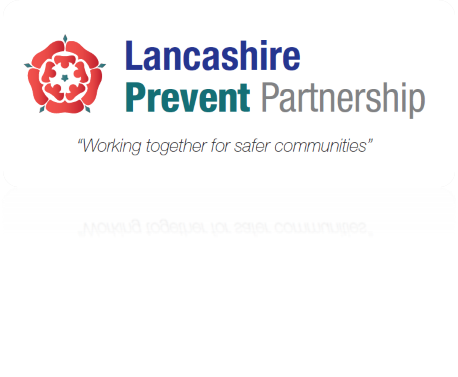 Lancashire
Prevent Partnership
“Working together for safer communities”